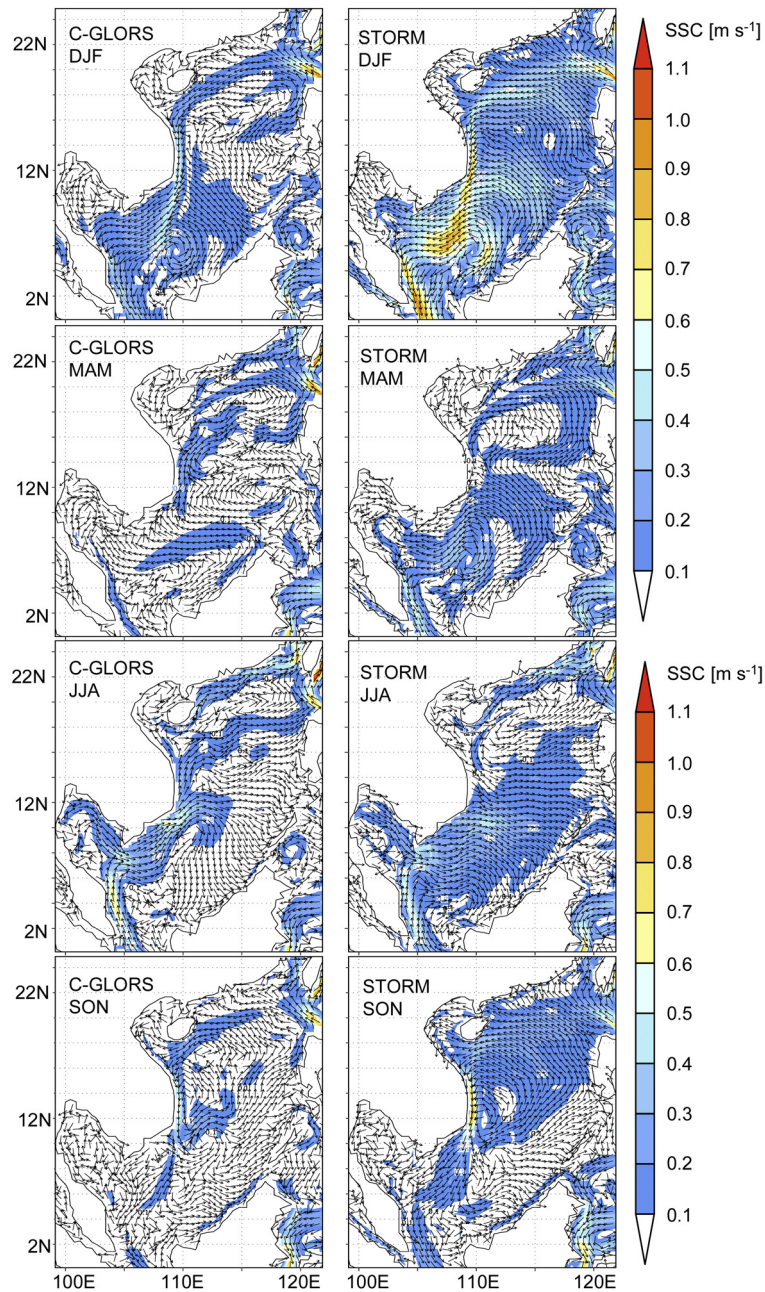 C-GLORS
DJF
22N
12N
2N
STORM
DJF
SSC [m s-1]
1.1
1.0
0.9
0.8
0.7
0.6
0.5
0.4
0.3
0.2
0.1
C-GLORS
MAM
22N
12N
2N
STORM
MAM
C-GLORS
JJA
22N
12N
2N
STORM
JJA
SSC [m s-1]
1.1
1.0
0.9
0.8
0.7
0.6
0.5
0.4
0.3
0.2
0.1
C-GLORS
SON
22N
12N
2N
STORM
SON
100E 110E 120E 100E 110E 120E